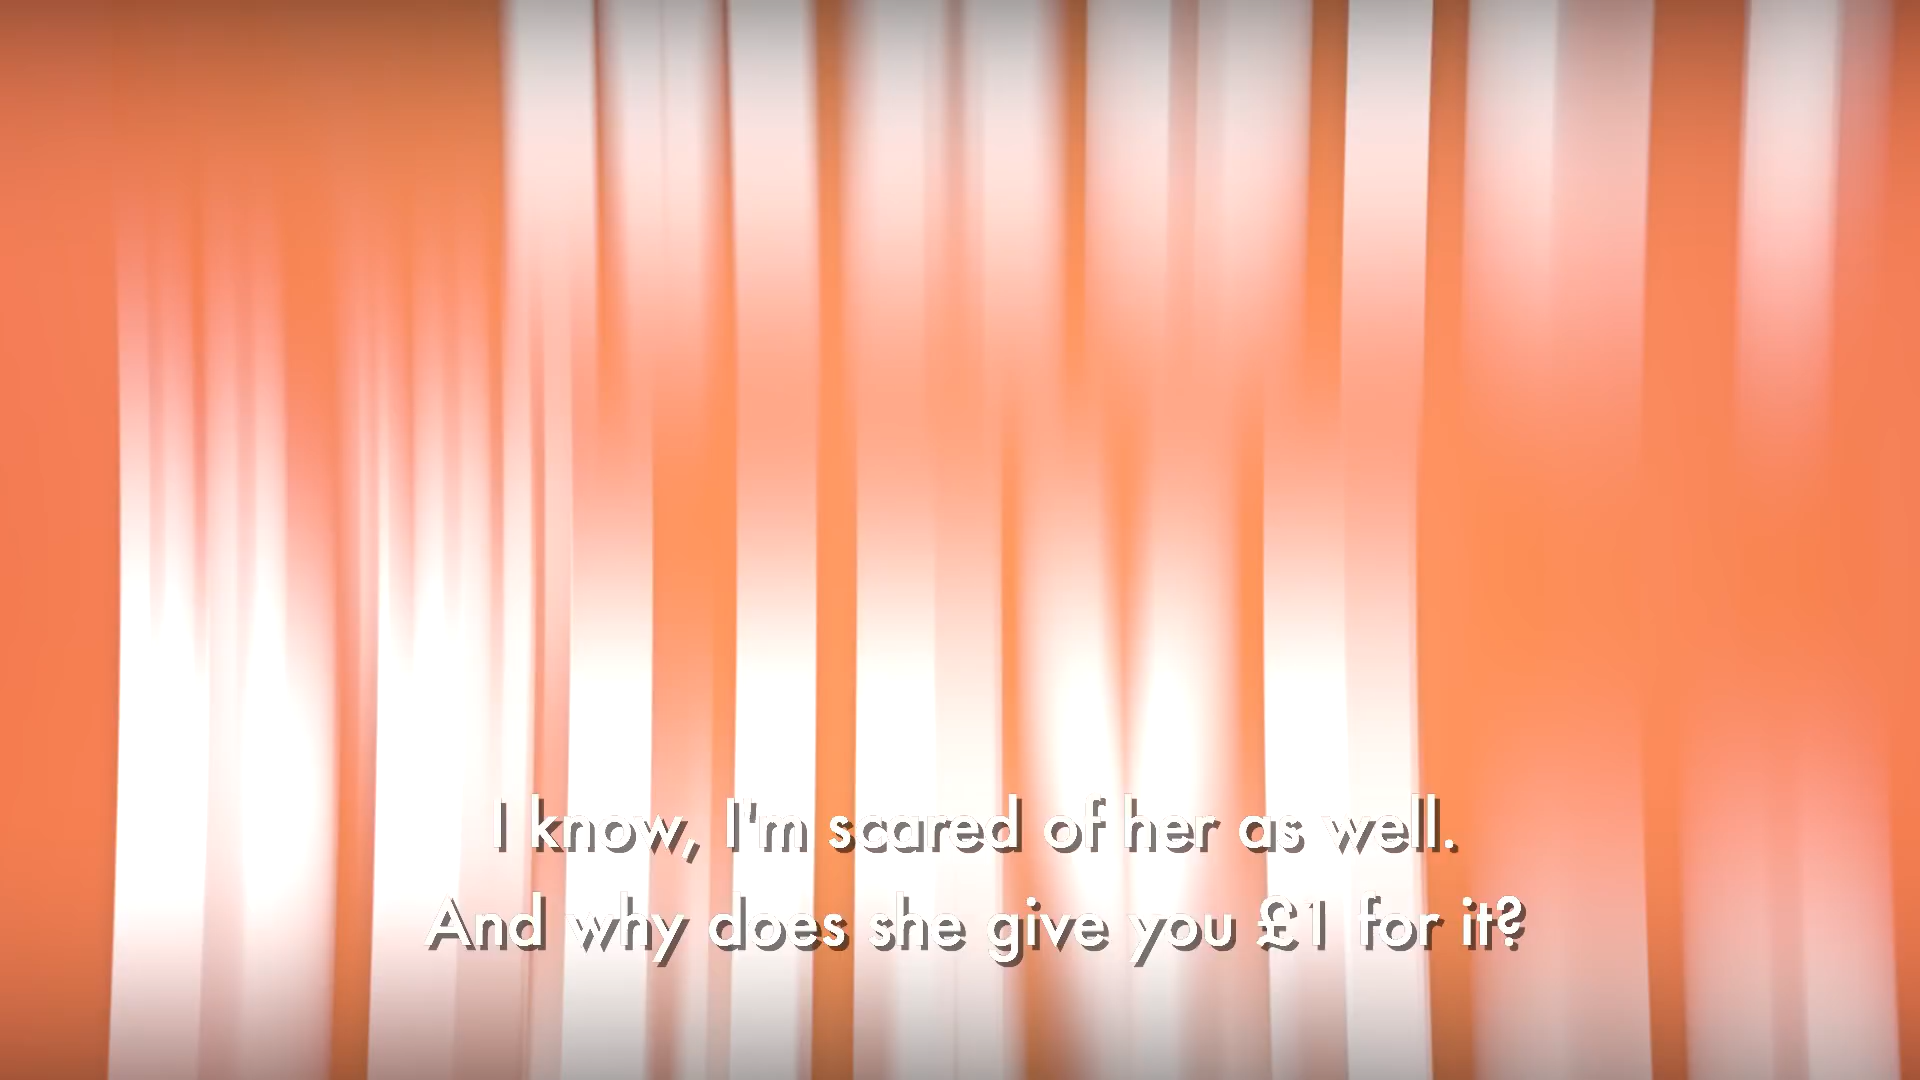 I know, I'm scared of her as well.
And why does she give you £1 for it?